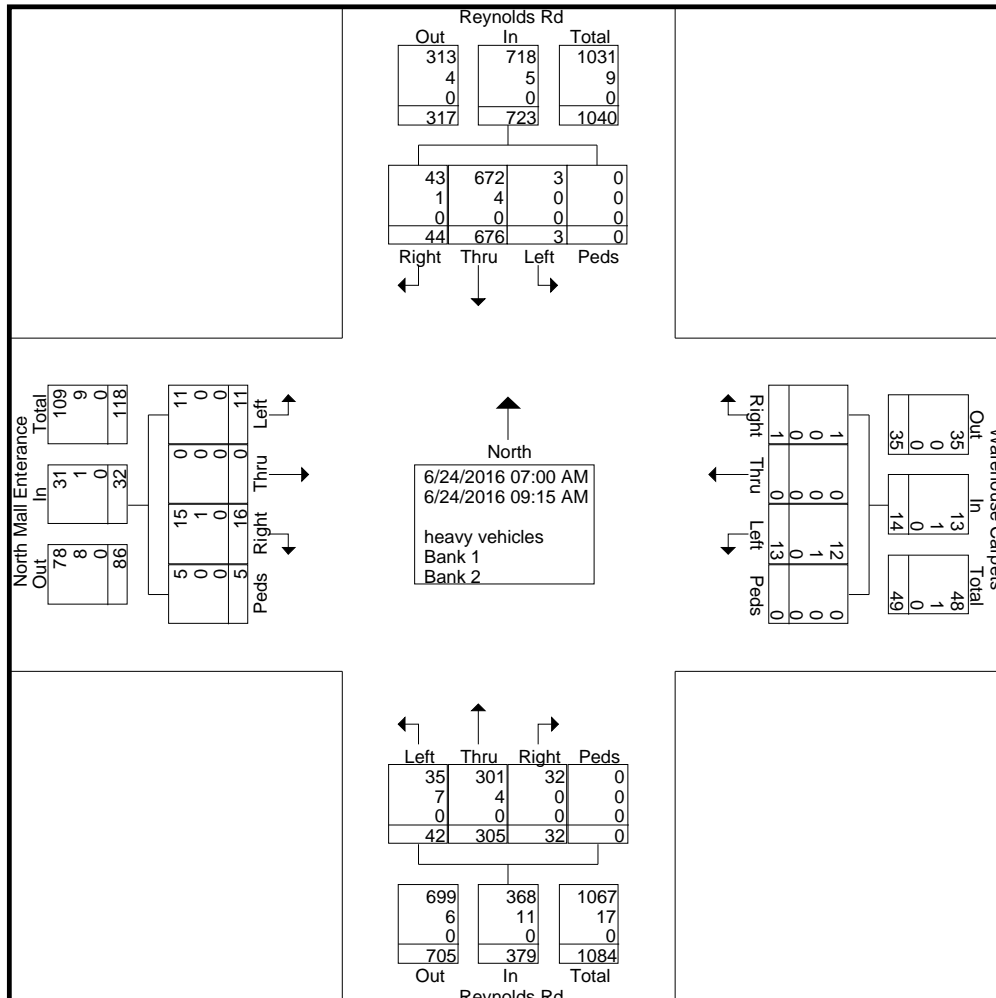 Reynolds Rd
Out In Total
313 718 1031
4 5 9
0 0 0
317 723 1040
43 672 3 0
1 4 0 0
0 0 0 0
44 676 3 0
Right Thru Left Peds
North Mall Enterance
Total
109
9
0
118
In
31
1
0
32
Out
78
8
0
86
11
0
0
11
Left
0
0
0
0
Thru
15
1
0
16
Right
5
0
0
5
Peds
North
6/24/2016 07:00 AM
6/24/2016 09:15 AM
heavy vehicles
Bank 1
Bank 2
Right
1
0
0
1
Thru
0
0
0
0
Left
12
1
0
13
Peds
0
0
0
0
Warehouse Carpets
Out
35
0
0
35
In
13
1
0
14
Total
48
1
0
49
Left Thru Right Peds
35 301 32 0
7 4 0 0
0 0 0 0
42 305 32 0
699 368 1067
6 11 17
0 0 0
705 379 1084
Out In Total
Reynolds Rd